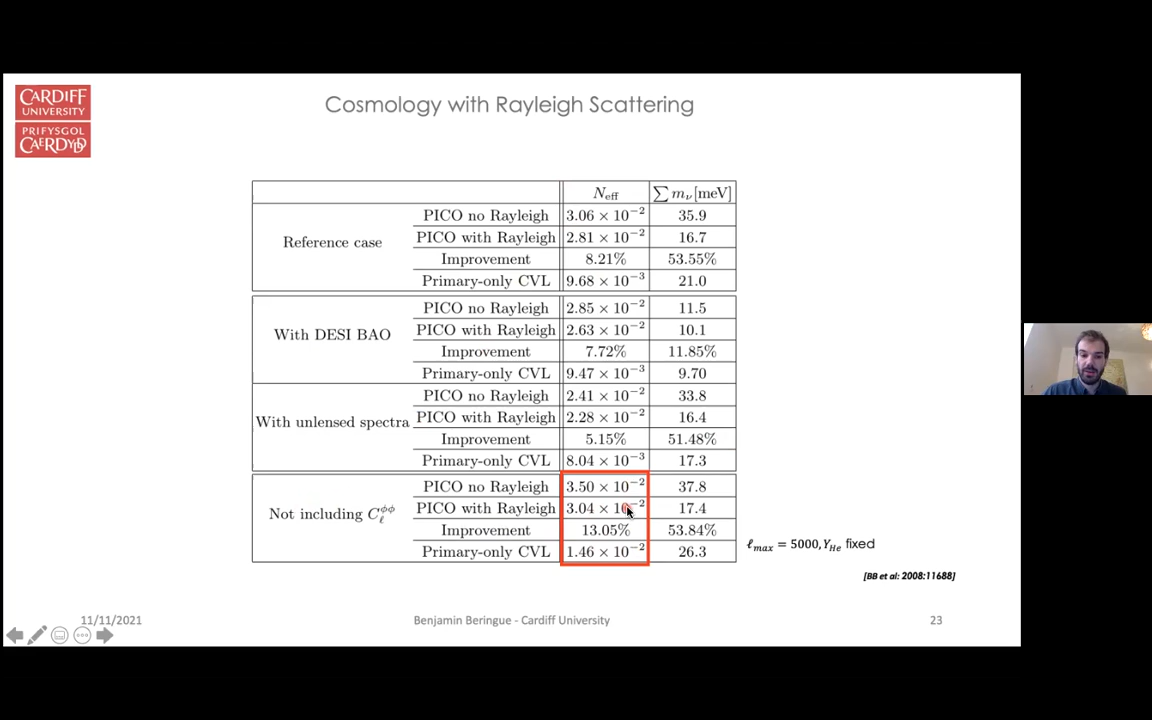 CARDIFF
UNIVERSITY
PRIFYSGOL
CAERDYDD
Cosmology with Rayleigh Scattering
N_eff ∑ m_ν [meV]
Reference case
PICO no Rayleigh 3.06 × 10^−2 35.9
PICO with Rayleigh 2.81 × 10^−2 16.7
Improvement 8.21% 53.55%
Primary-only CVL 9.68 × 10^−3 21.0
With DESI BAO
PICO no Rayleigh 2.85 × 10^−2 11.5
PICO with Rayleigh 2.63 × 10^−2 10.1
Improvement 7.72% 11.85%
Primary-only CVL 9.47 × 10^−3 9.70
With unlensed spectra
PICO no Rayleigh 2.41 × 10^−2 33.8
PICO with Rayleigh 2.28 × 10^−2 16.4
Improvement 5.15% 51.48%
Primary-only CVL 8.04 × 10^−3 17.3
Not including C_ℓ^ϕϕ
PICO no Rayleigh 3.50 × 10^−2 37.8
PICO with Rayleigh 3.04 × 10^−2 17.4
Improvement 13.05% 53.84%
Primary-only CVL 1.46 × 10^−2 26.3
ℓ_max = 5000, Y_He fixed
[BB et al: 2008:11688]
11/11/2021
Benjamin Beringue - Cardiff University
23